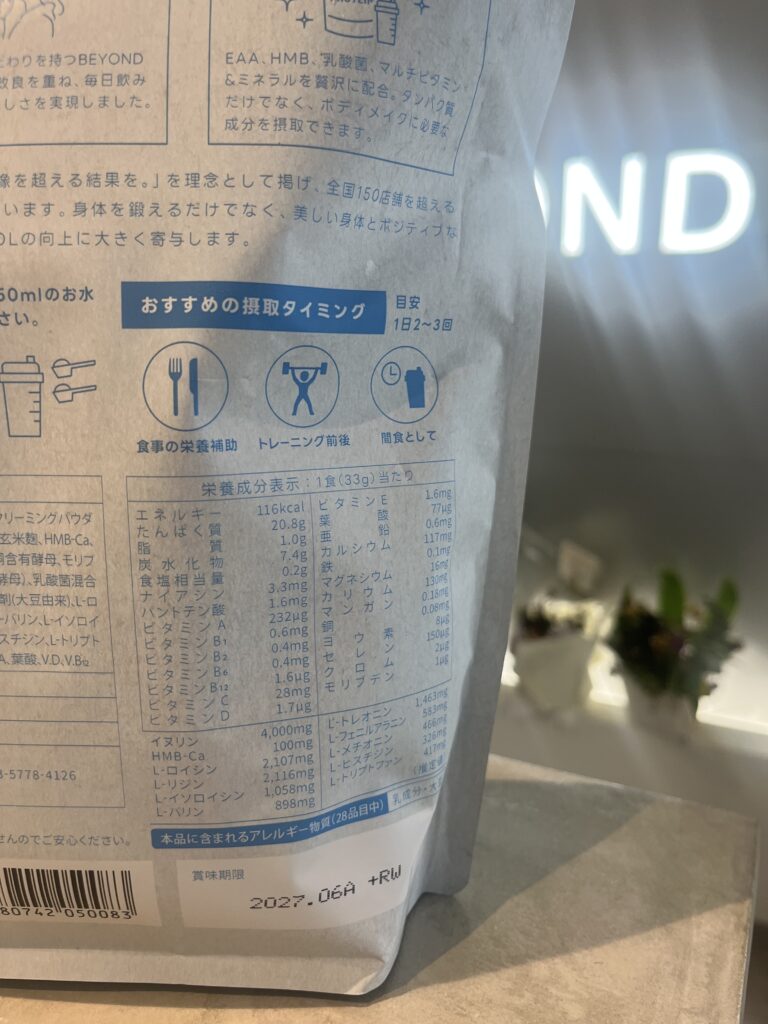 こだわりを持つBEYOND
改良を重ね、毎日飲み
しさを実現しました。
EAA、HMB、乳酸菌、マルチビタミン
&ミネラルを贅沢に配合。タンパク質
だけでなく、ボディメイクに必要な
成分を摂取できます。
像を超える結果を。」を理念として掲げ、全国150店舗を超える
います。身体を鍛えるだけでなく、美しい身体とポジティブな
OLの向上に大きく寄与します。
50mlのお水
さい。
おすすめの摂取タイミング
目安
1日2〜3回
食事の栄養補助
トレーニング前後
間食として
クリーミングパウダ
玄米麹、HMB-Ca、
銅含有酵母、モリブ
酵母)、乳酸菌混合
剤(大豆由来)、L-ロ
ーバリン、L-イソロイ
スチジン、L-トリプト
A、葉酸、V.D、V.B₁₂
8-5778-4126
せんのでご安心ください。
栄養成分表示:1食(33g)当たり
エネルギー 116kcal
たんぱく質 20.8g
脂質 1.0g
炭水化物 7.4g
食塩相当量 0.2g
ナイアシン 3.3mg
パントテン酸 1.6mg
ビタミンA 232μg
ビタミンB₁ 0.6mg
ビタミンB₂ 0.4mg
ビタミンB₆ 0.4mg
ビタミンB₁₂ 1.6μg
ビタミンC 28mg
ビタミンD 1.7μg
ビタミンE 1.6mg
葉酸 77μg
亜鉛 0.6mg
カルシウム 117mg
鉄 0.1mg
マグネシウム 16mg
カリウム 130mg
マンガン 0.18mg
銅 0.08mg
ヨウ素 8μg
セレン 150μg
クロム 2μg
モリブデン 1μg
イヌリン 4,000mg
HMB-Ca 100mg
L-ロイシン 2,107mg
L-リジン 2,116mg
L-イソロイシン 1,058mg
L-バリン 898mg
L-トレオニン 1,463mg
L-フェニルアラニン 583mg
L-メチオニン 466mg
L-ヒスチジン 326mg
L-トリプトファン 417mg
(推定値
本品に含まれるアレルギー物質(28品目中)
乳成分・大
賞味期限
2027.06A +RW
80742 050083
OND